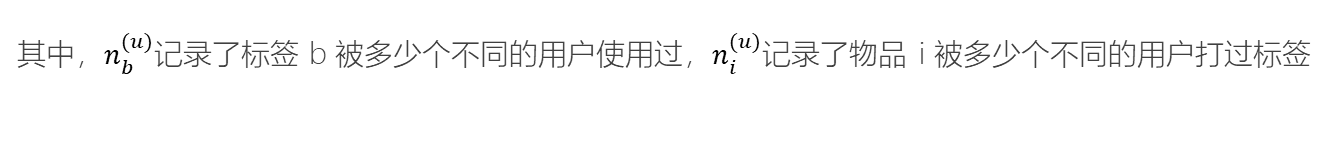 其中，$n_b^{(u)}$记录了标签 b 被多少个不同的用户使用过，$n_i^{(u)}$记录了物品 i 被多少个不同的用户打过标签